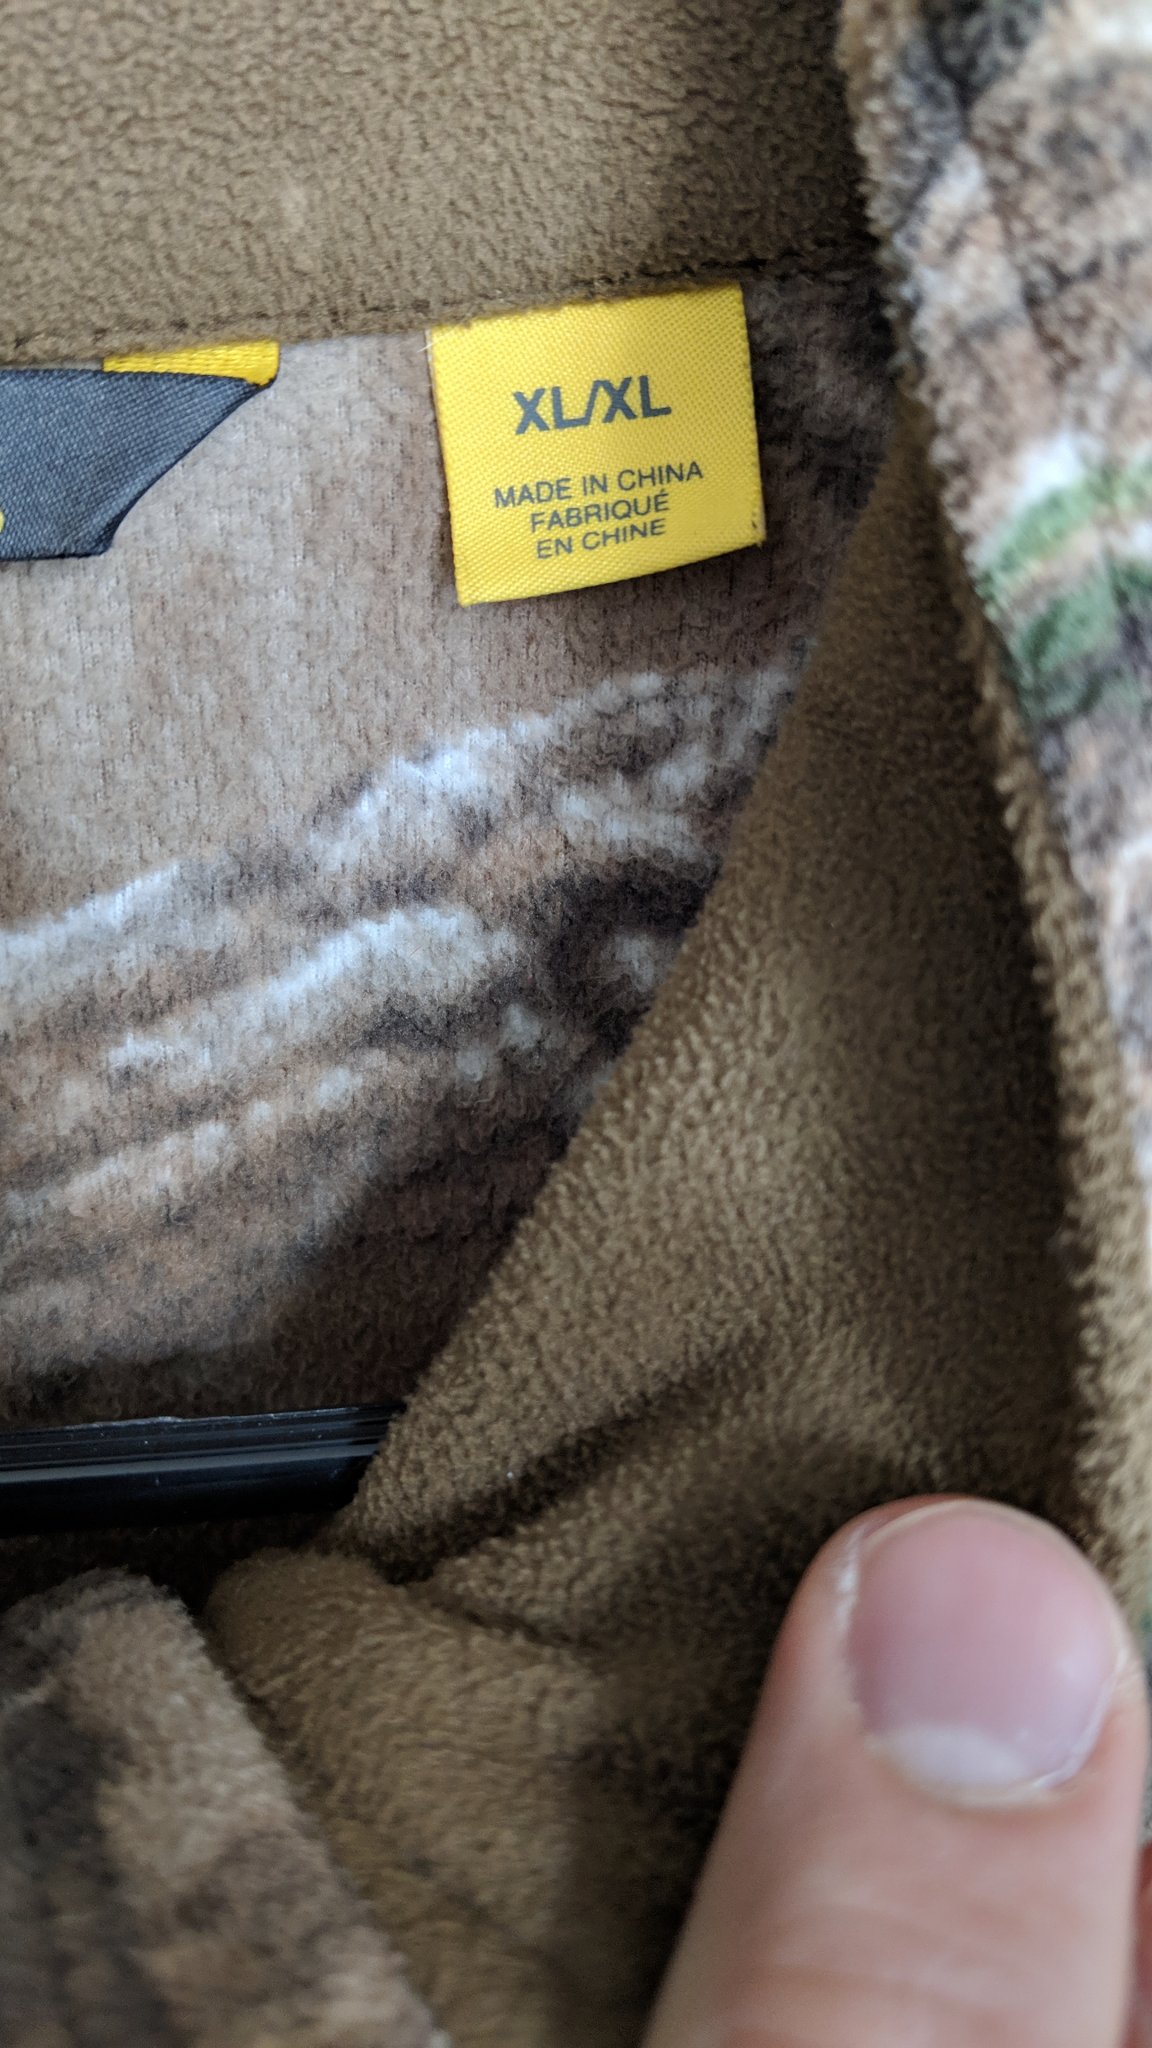 XL/XL
MADE IN CHINA
FABRIQUÉ
EN CHINE